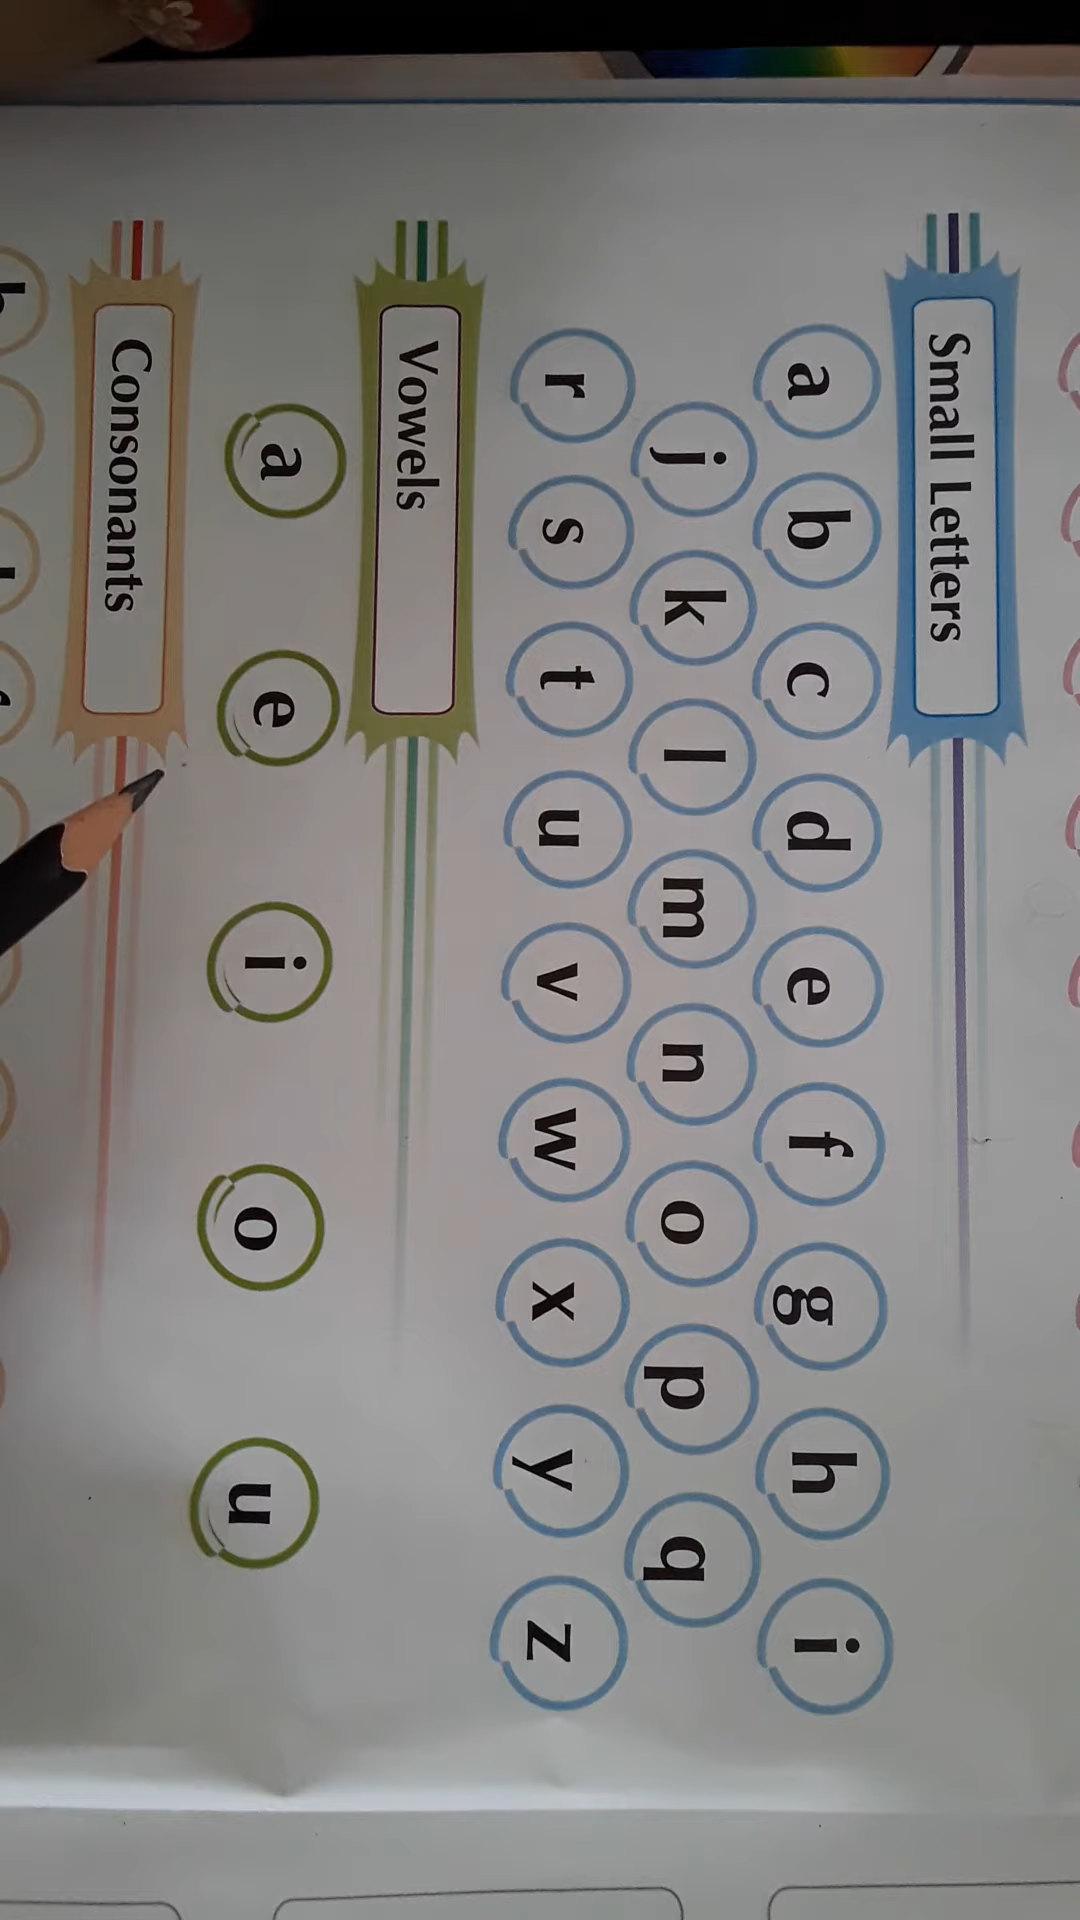 Small Letters
a b c d e f g h i
j k l m n o p q
r s t u v w x y z
Vowels
a e i o u
Consonants